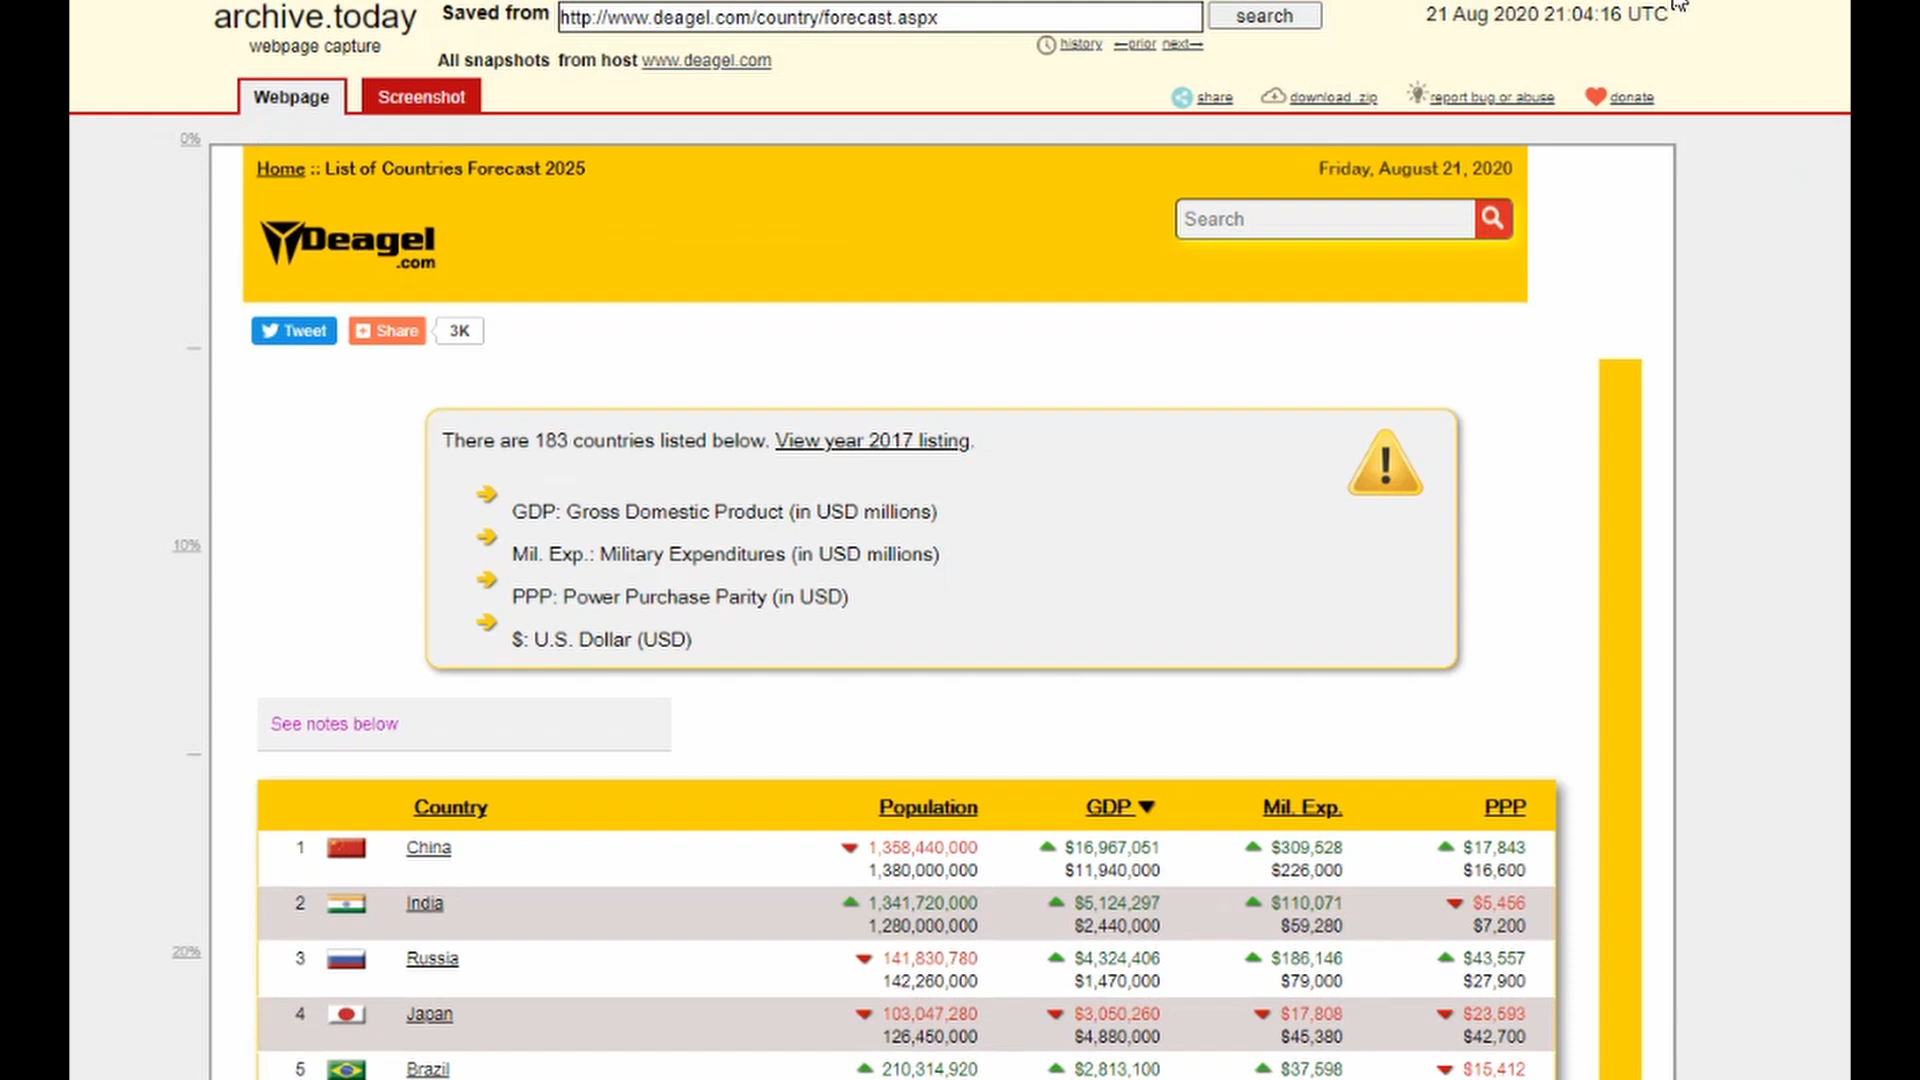 archive.today
webpage capture
Saved from http://www.deagel.com/country/forecast.aspx search
21 Aug 2020 21:04:16 UTC
history ←prior next→
All snapshots from host www.deagel.com
Webpage Screenshot
share download .zip report bug or abuse donate
0%
Home :: List of Countries Forecast 2025
Friday, August 21, 2020
Deagel
.com
Search
Tweet Share 3K
There are 183 countries listed below. View year 2017 listing.
GDP: Gross Domestic Product (in USD millions)
10%
Mil. Exp.: Military Expenditures (in USD millions)
PPP: Power Purchase Parity (in USD)
$: U.S. Dollar (USD)
See notes below
Country Population GDP ▼ Mil. Exp. PPP
1 China 1,358,440,000 $16,967,051 $309,528 $17,843
1,380,000,000 $11,940,000 $226,000 $16,600
2 India 1,341,720,000 $5,124,297 $110,071 $5,456
1,280,000,000 $2,440,000 $59,280 $7,200
20%
3 Russia 141,830,780 $4,324,406 $186,146 $43,557
142,260,000 $1,470,000 $79,000 $27,900
4 Japan 103,047,280 $3,050,260 $17,808 $23,593
126,450,000 $4,880,000 $45,380 $42,700
5 Brazil 210,314,920 $2,813,100 $37,598 $15,412